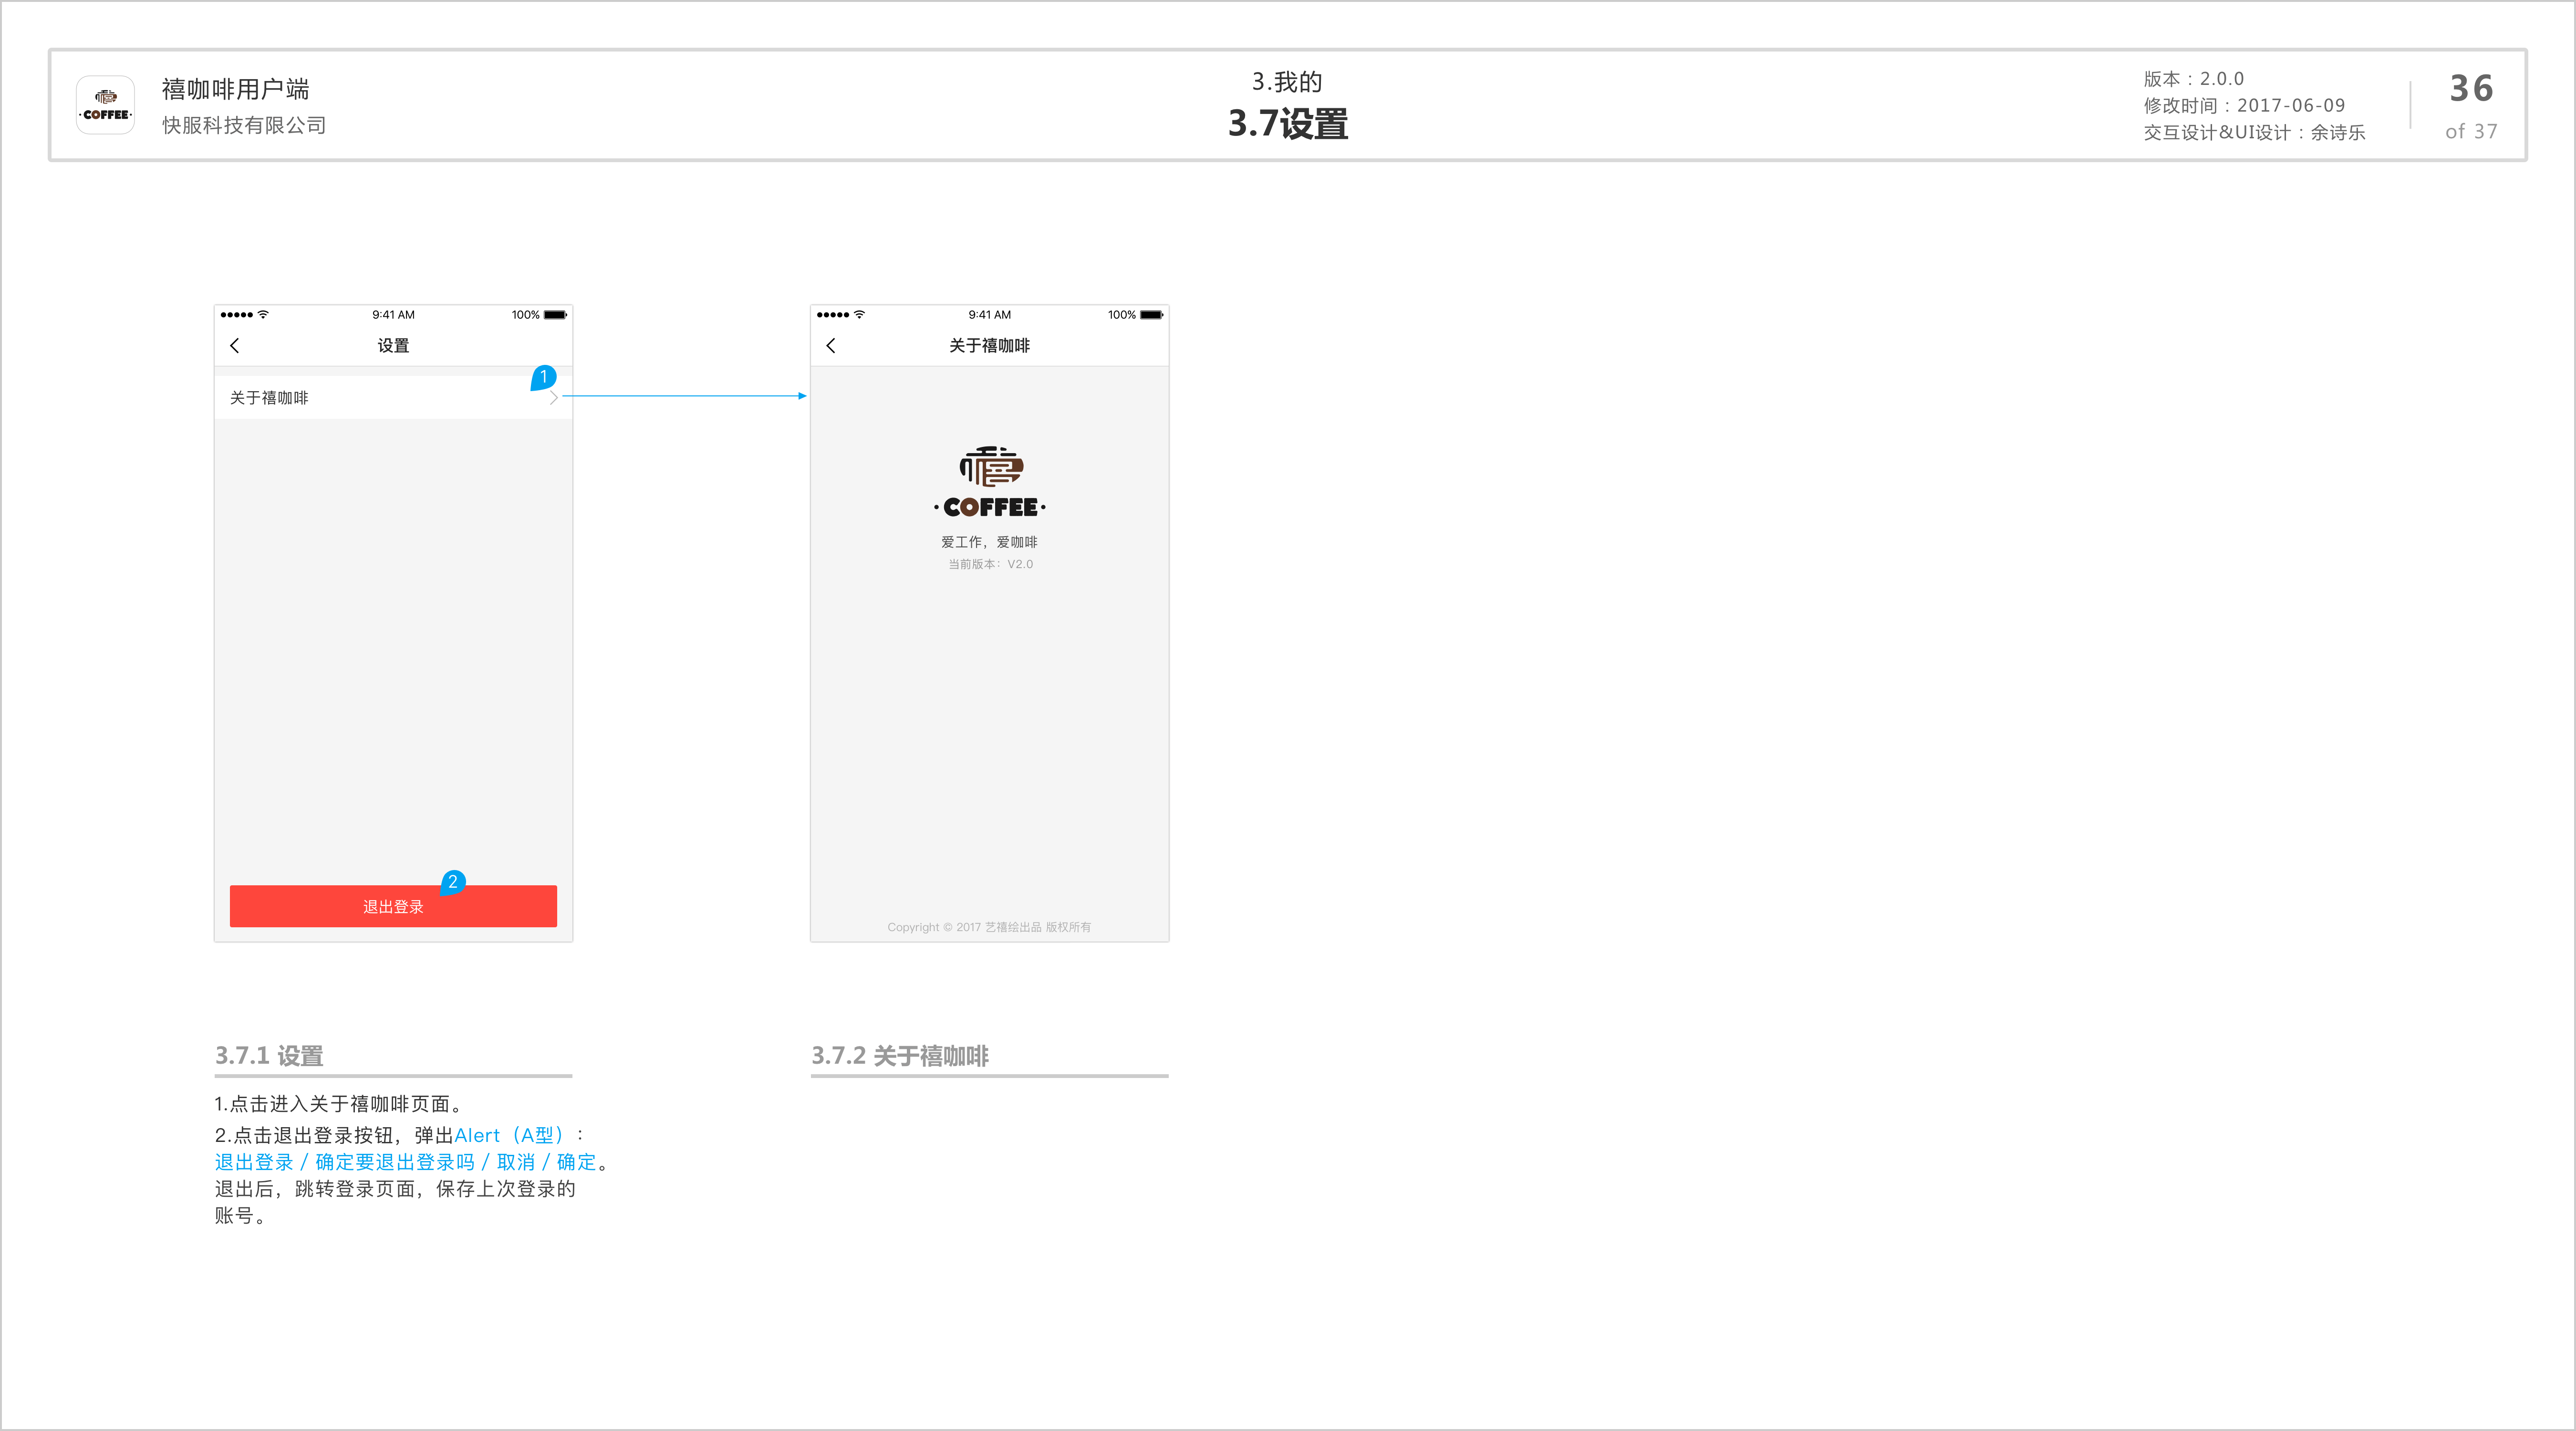 COFFEE
禧咖啡用户端
快服科技有限公司
3.我的
3.7设置
版本：2.0.0
修改时间：2017-06-09
交互设计&UI设计：余诗乐
36
of 37
9:41 AM
100%
设置
1
关于禧咖啡
2
退出登录
9:41 AM
100%
关于禧咖啡
禧
·COFFEE·
爱工作，爱咖啡
当前版本：V2.0
Copyright © 2017 艺禧绘出品 版权所有
3.7.1 设置
1.点击进入关于禧咖啡页面。
2.点击退出登录按钮，弹出Alert（A型）：
退出登录 / 确定要退出登录吗 / 取消 / 确定。
退出后，跳转登录页面，保存上次登录的
账号。
3.7.2 关于禧咖啡